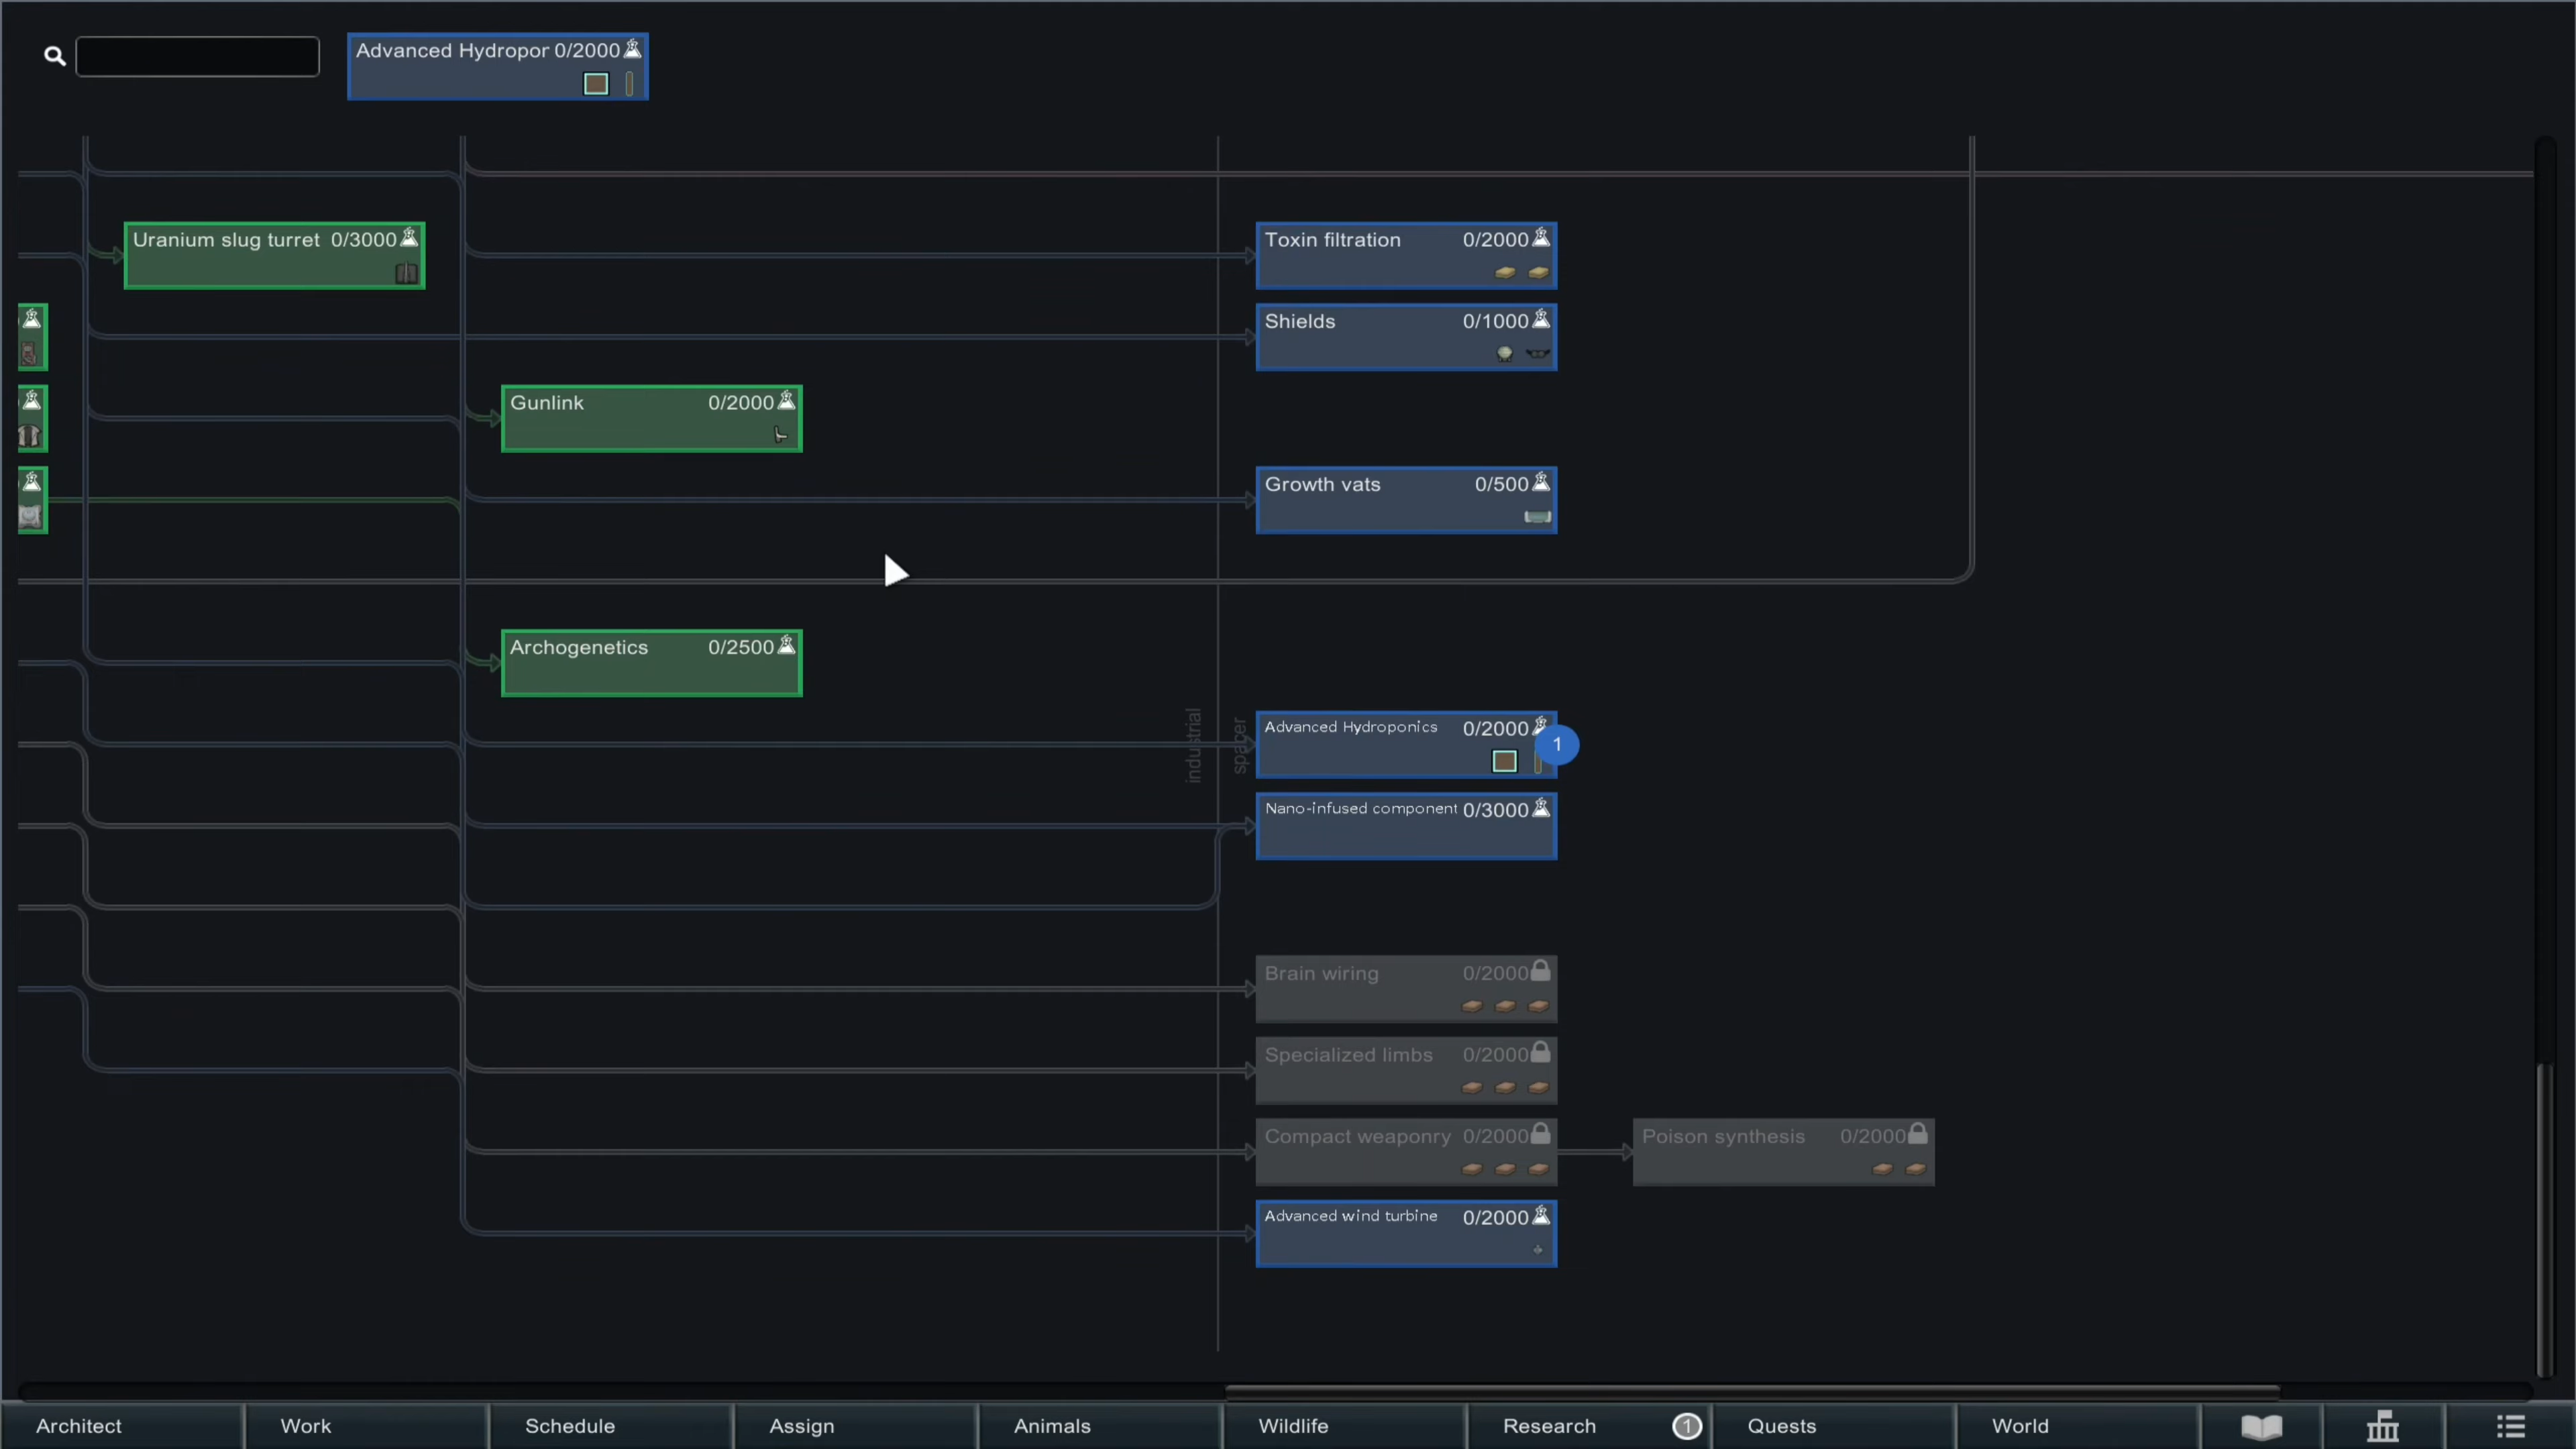 Advanced Hydropor 0/2000
Uranium slug turret 0/3000
Toxin filtration 0/2000
Shields 0/1000
Gunlink 0/2000
Growth vats 0/500
Archogenetics 0/2500
industrial
spacer
Advanced Hydroponics 0/2000
1
Nano-infused component 0/3000
Brain wiring 0/2000
Specialized limbs 0/2000
Compact weaponry 0/2000
Poison synthesis 0/2000
Advanced wind turbine 0/2000
Architect Work Schedule Assign Animals Wildlife Research 1 Quests World